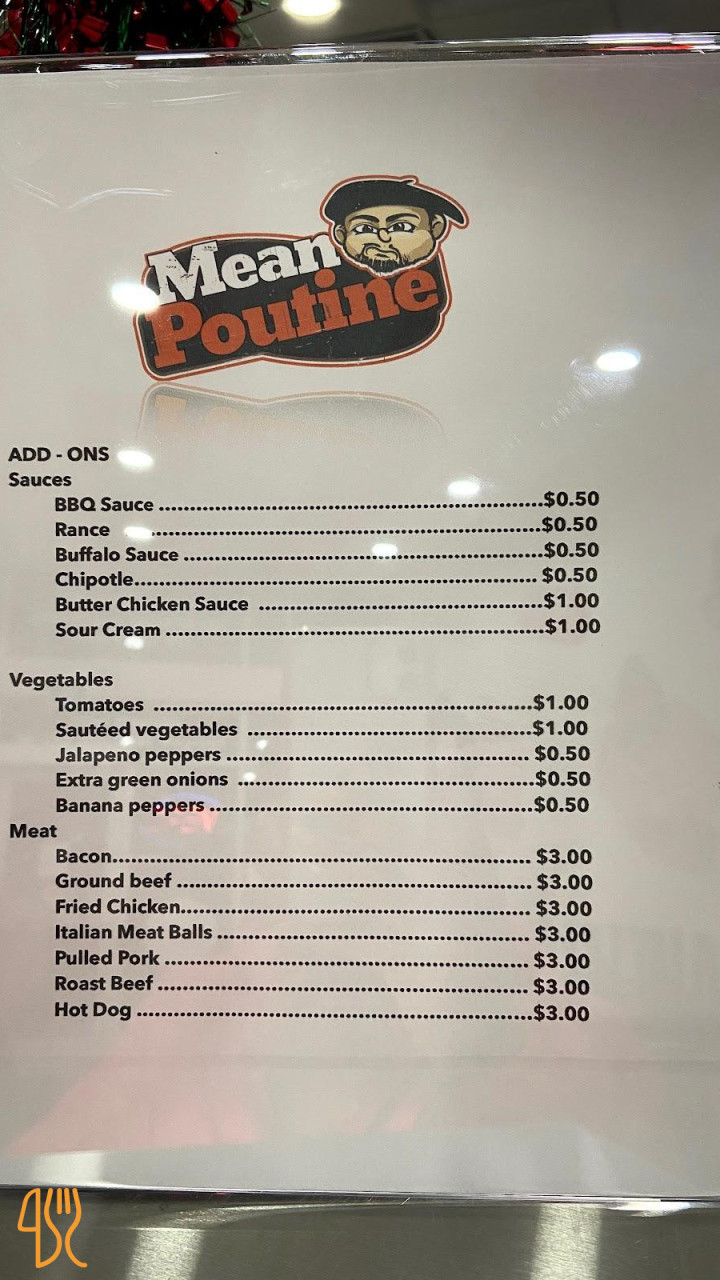 Mean
Poutine
ADD - ONS
Sauces
BBQ Sauce ..........$0.50
Rance ..........$0.50
Buffalo Sauce ..........$0.50
Chipotle.......... $0.50
Butter Chicken Sauce ..........$1.00
Sour Cream ..........$1.00
Vegetables
Tomatoes ..........$1.00
Sautéed vegetables ..........$1.00
Jalapeno peppers .......... $0.50
Extra green onions ..........$0.50
Banana peppers ..........$0.50
Meat
Bacon.......... $3.00
Ground beef .......... $3.00
Fried Chicken.......... $3.00
Italian Meat Balls .......... $3.00
Pulled Pork .......... $3.00
Roast Beef .......... $3.00
Hot Dog ..........$3.00